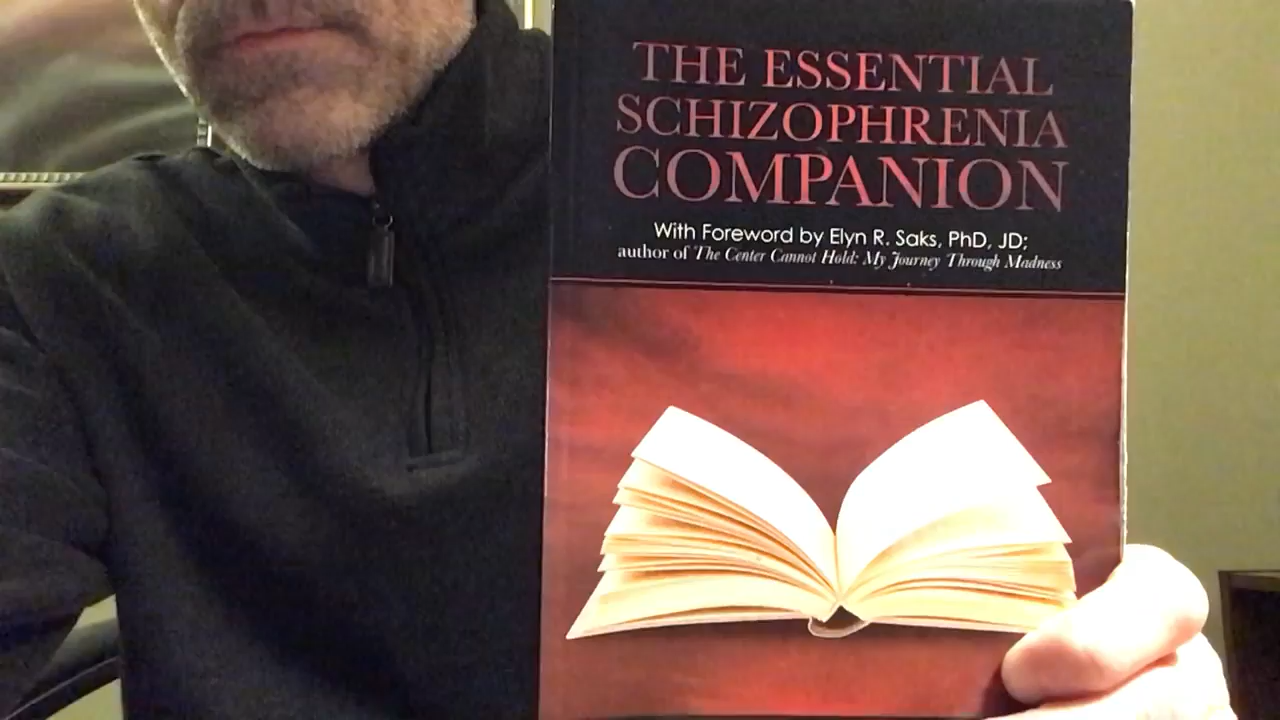 THE ESSENTIAL
SCHIZOPHRENIA
COMPANION
With Foreword by Elyn R. Saks, PhD, JD;
author of The Center Cannot Hold: My Journey Through Madness